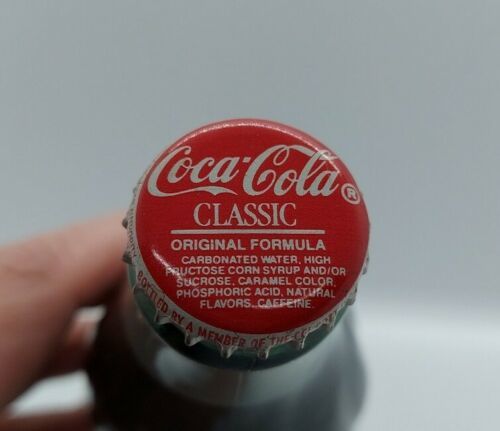 Coca-Cola®
CLASSIC
ORIGINAL FORMULA
CARBONATED WATER, HIGH
FRUCTOSE CORN SYRUP AND/OR
SUCROSE, CARAMEL COLOR,
PHOSPHORIC ACID, NATURAL
FLAVORS, CAFFEINE.
BOTTLED BY A MEMBER OF THE